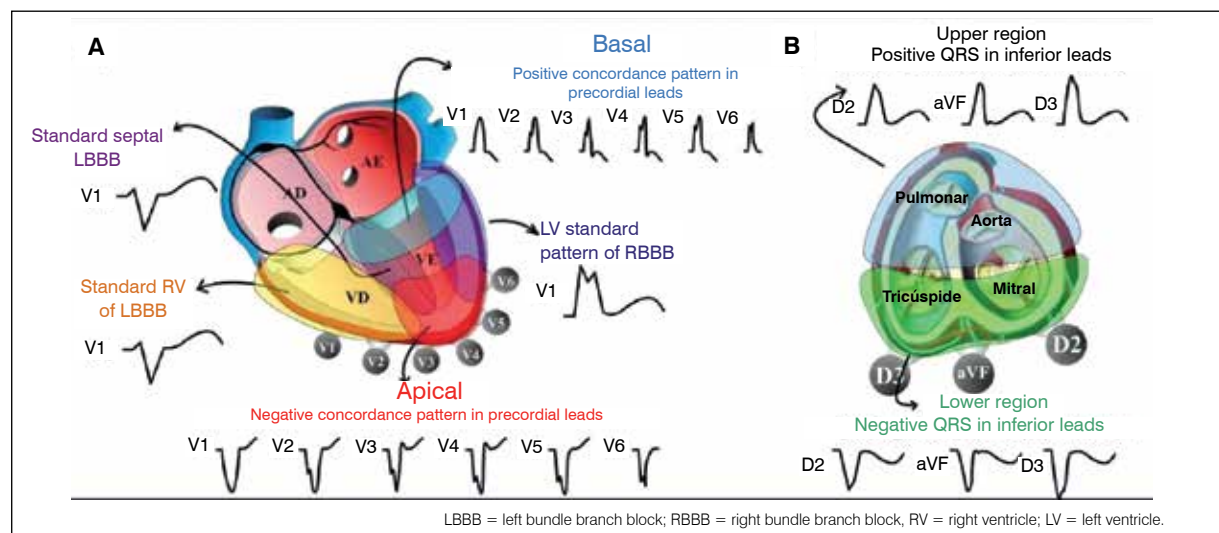 A
Basal
Positive concordance pattern in
precordial leads
V1 V2 V3 V4 V5 V6
Standard septal
LBBB
V1
AE
AD
VE
VD
LV standard
pattern of RBBB
V1
Standard RV
of LBBB
V1
V6
V5
V4
V3
V2
V1
Apical
Negative concordance pattern in precordial leads
V1 V2 V3 V4 V5 V6
B
Upper region
Positive QRS in inferior leads
D2 aVF D3
Pulmonar
Aorta
Tricúspide
Mitral
D2
aVF
Lower region
Negative QRS in inferior leads
D2 aVF D3
LBBB = left bundle branch block; RBBB = right bundle branch block, RV = right ventricle; LV = left ventricle.